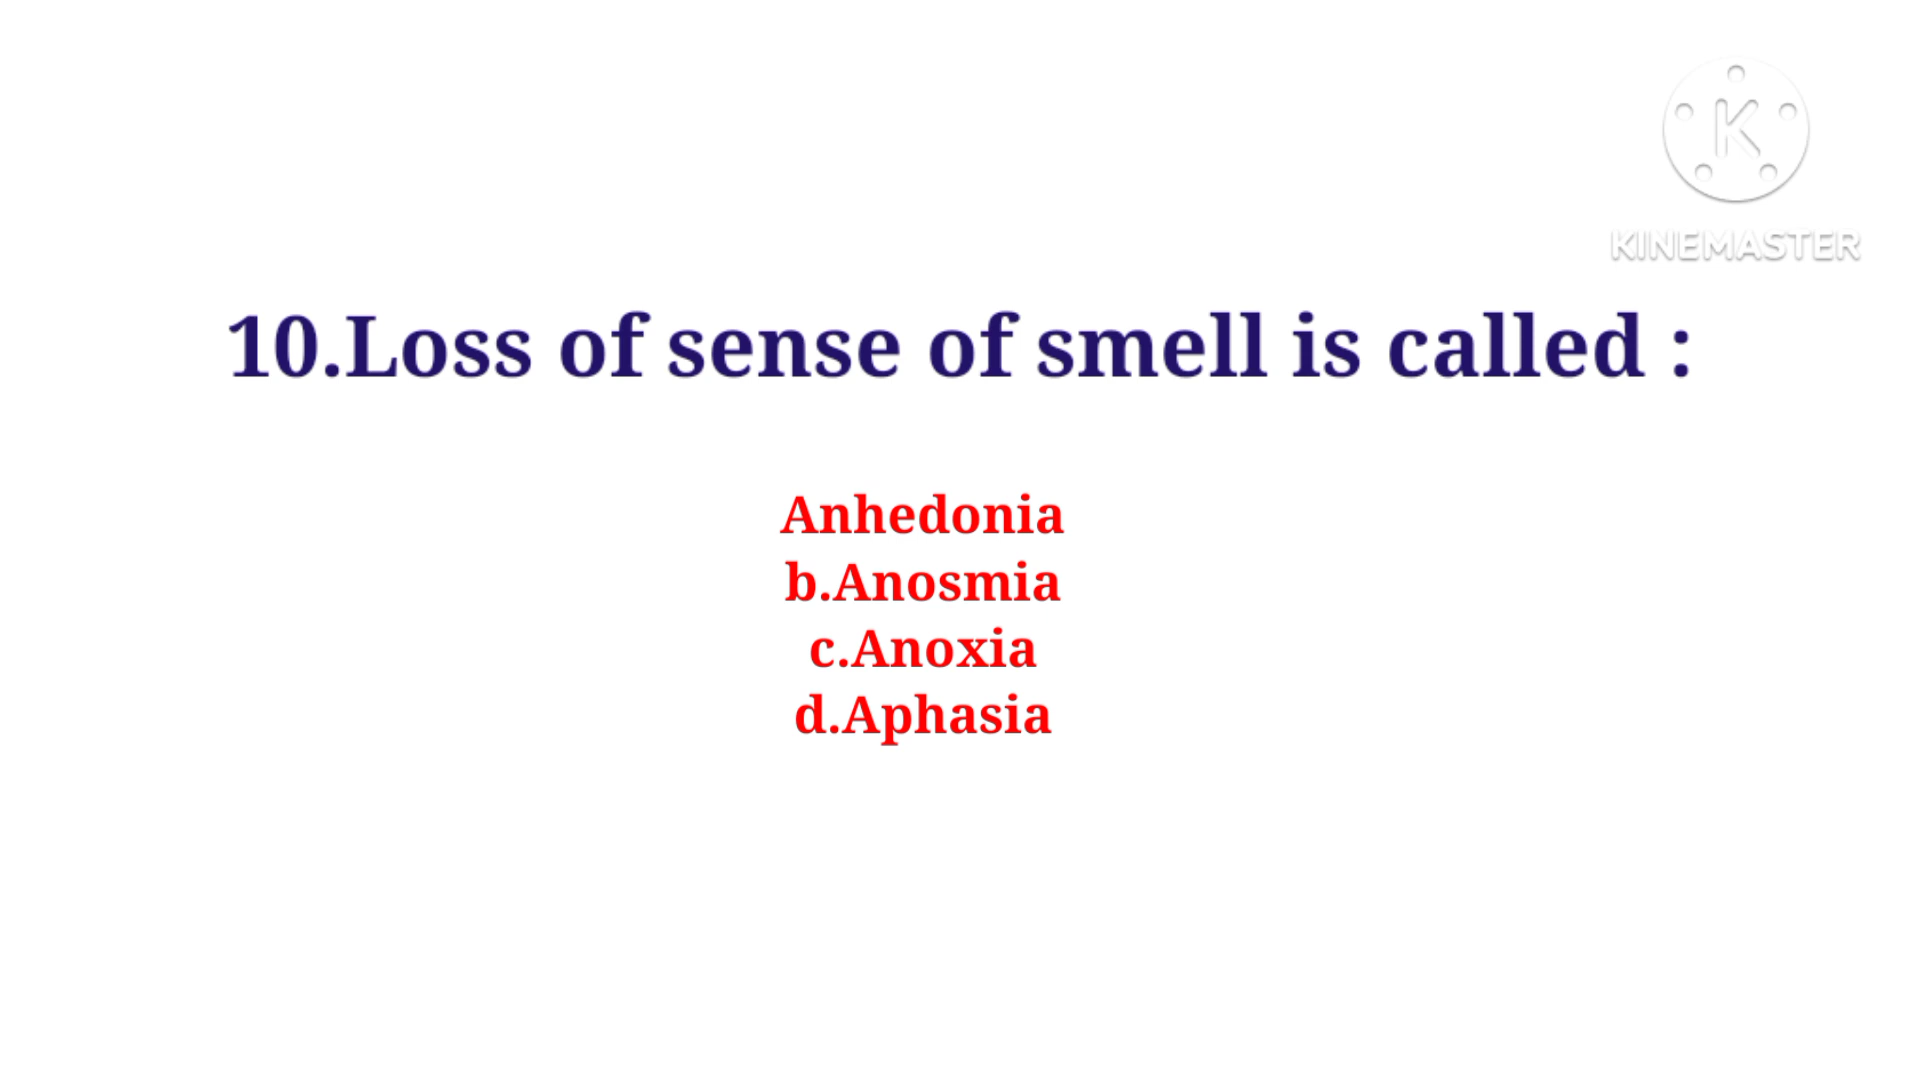 K
KINEMASTER
10.Loss of sense of smell is called :
Anhedonia
b.Anosmia
c.Anoxia
d.Aphasia